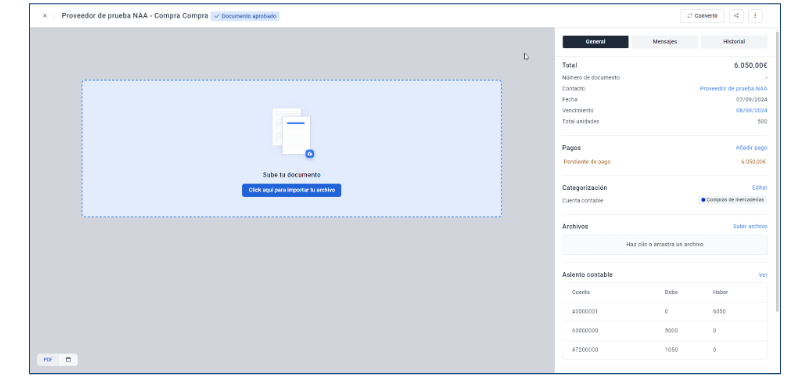 × Proveedor de prueba NAA - Compra Compra ✓ Documento aprobado
Convertir
General Mensajes Historial
Total 6.050,00€
Número de documento -
Contacto Proveedor de prueba NAA
Fecha 07/09/2024
Vencimiento 08/09/2024
Total unidades 500
Pagos Añadir pago
Pendiente de pago 6.050,00€
Categorización Editar
Cuenta contable Compras de mercaderías
Archivos Subir archivo
Haz clic o arrastra un archivo
Asiento contable Ver
Cuenta Debe Haber
40000001 0 6050
60000000 5000 0
47200000 1050 0
Sube tu documento
Click aquí para importar tu archivo
PDF